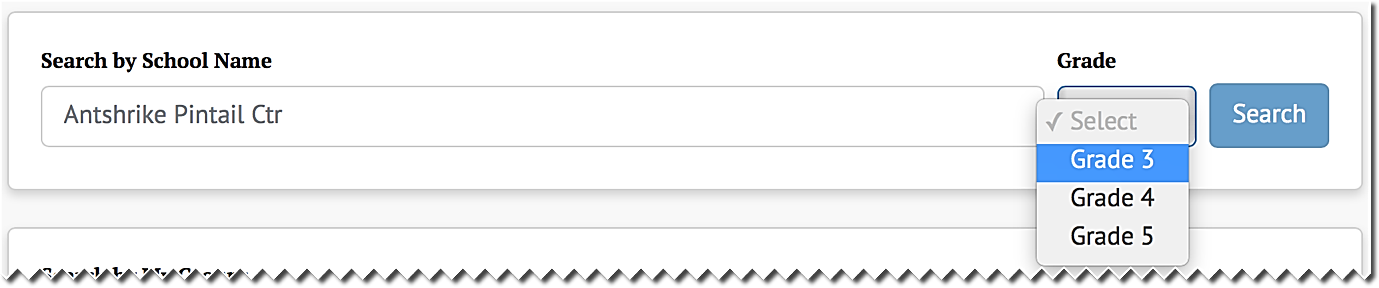 Search by School Name
Grade
Antshrike Pintail Ctr
Search
✓ Select
Grade 3
Grade 4
Grade 5